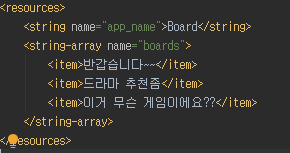 <resources>
<string name="app_name">Board</string>
<string-array name="boards">
<item>반갑습니다~~</item>
<item>드라마 추천좀</item>
<item>이거 무슨 게임이에요??</item>
</string-array>
</resources>